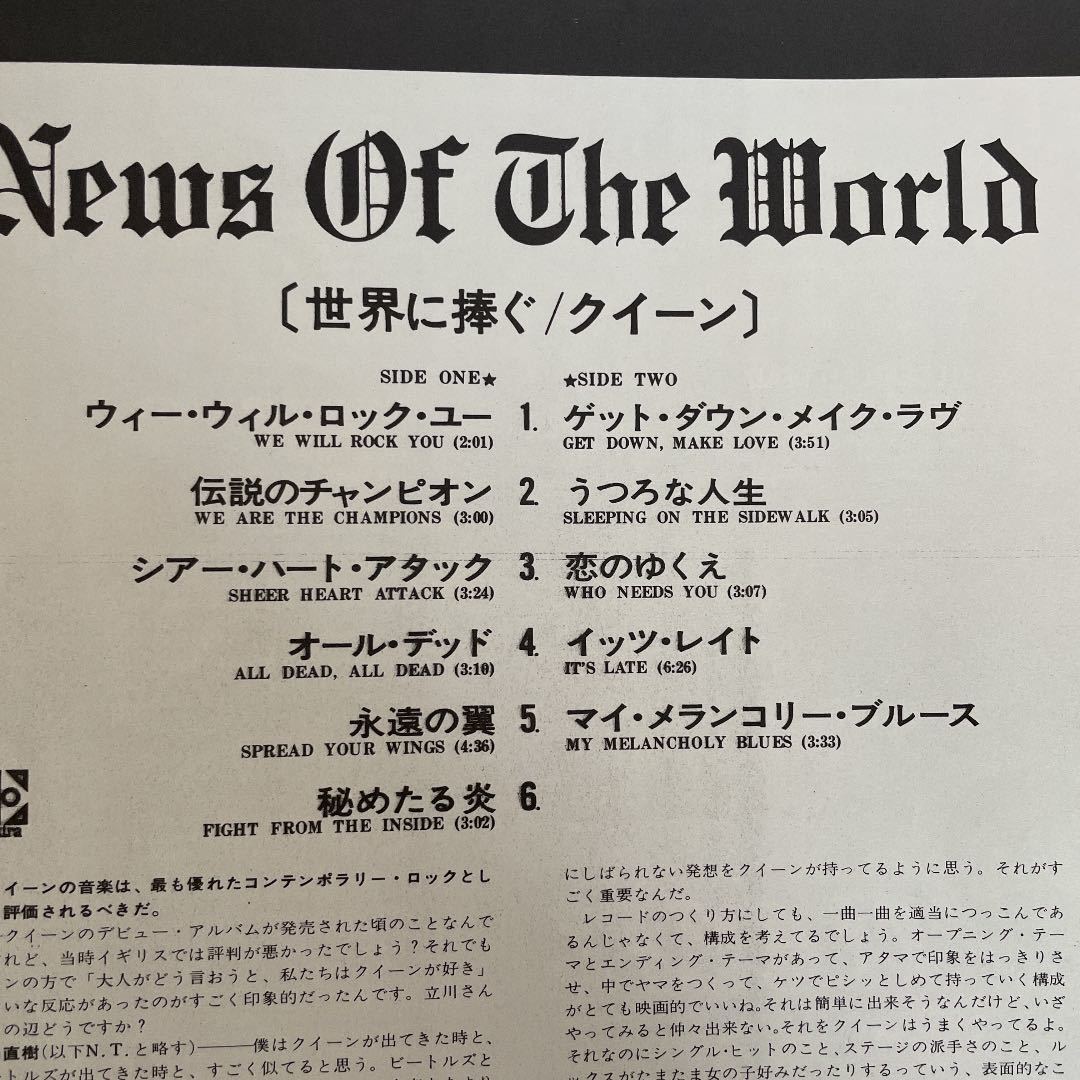 News Of The World
〔世界に捧ぐ/クイーン〕
SIDE ONE★
ウィー・ウィル・ロック・ユー 1.
WE WILL ROCK YOU (2:01)
伝説のチャンピオン 2.
WE ARE THE CHAMPIONS (3:00)
シアー・ハート・アタック 3.
SHEER HEART ATTACK (3:24)
オール・デッド 4.
ALL DEAD, ALL DEAD (3:10)
永遠の翼 5.
SPREAD YOUR WINGS (4:36)
秘めたる炎 6.
FIGHT FROM THE INSIDE (3:02)
★SIDE TWO
ゲット・ダウン・メイク・ラヴ
GET DOWN, MAKE LOVE (3:51)
うつろな人生
SLEEPING ON THE SIDEWALK (3:05)
恋のゆくえ
WHO NEEDS YOU (3:07)
イッツ・レイト
IT'S LATE (6:26)
マイ・メランコリー・ブルース
MY MELANCHOLY BLUES (3:33)
イーンの音楽は、最も優れたコンテンポラリー・ロックとし
評価されるべきだ。
―クイーンのデビュー・アルバムが発売された頃のことなんで
れど、当時イギリスでは評判が悪かったでしょう？それでも
ンの方で「大人がどう言おうと、私たちはクイーンが好き」
いな反応があったのがすごく印象的だったんです。立川さん
の辺どうですか？
直樹(以下N.T.と略す)――僕はクイーンが出てきた時と、
トルズが出てきた時と、すごく似てると思う。ビートルズと
にしばられない発想をクイーンが持ってるように思う。それがす
ごく重要なんだ。
レコードのつくり方にしても、一曲一曲を適当につっこんであ
るんじゃなくて、構成を考えてるでしょう。オープニング・テー
マとエンディング・テーマがあって、アタマで印象をはっきりさ
せ、中でヤマをつくって、ケツでピシッとしめて持っていく構成
がとても映画的でいいね。それは簡単に出来そうなんだけど、いざ
やってみると仲々出来ない。それをクイーンはうまくやってるよ。
それなのにシングル・ヒットのこと、ステージの派手さのこと、ル
ックスがたまたま女の子好みだったりするっていう、表面的なこ